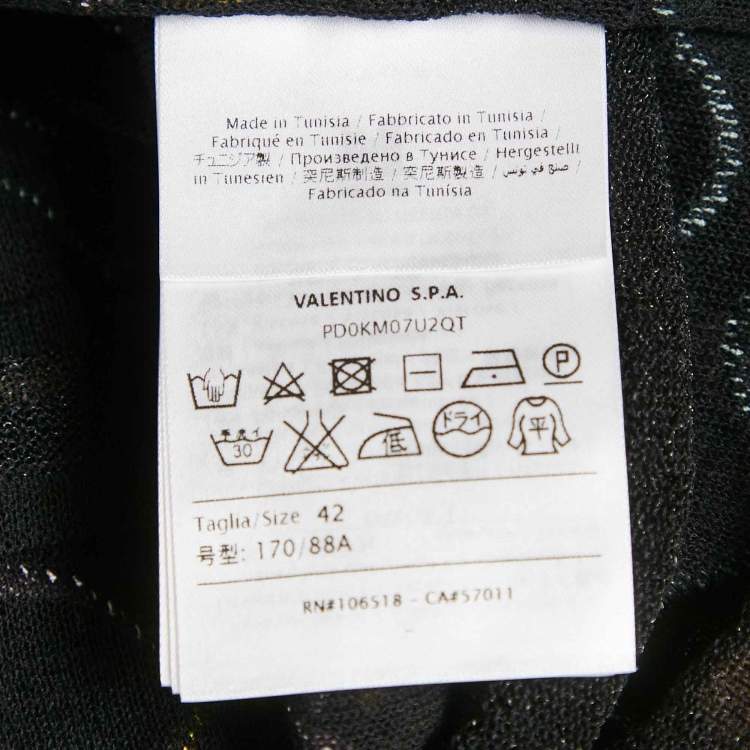 Made in Tunisia / Fabbricato in Tunisia /
Fabriqué en Tunisie / Fabricado en Tunisia /
チュニジア製 / Произведено в Тунисе / Hergestellt
in Tunesien / 突尼斯制造 / 突尼斯製造 / صنع في تونس /
Fabricado na Tunísia
VALENTINO S.P.A.
PD0KM07U2QT
P
手洗イ 30
低
ドライ
平
Taglia/Size 42
号型: 170/88A
RN#106518 - CA#57011